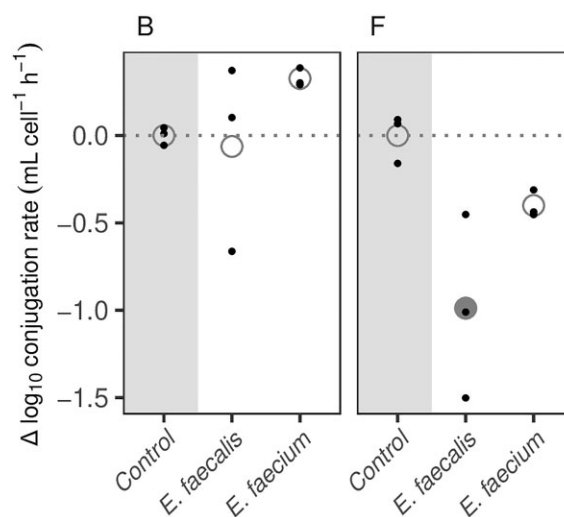 B F
Δ log₁₀ conjugation rate (mL cell⁻¹ h⁻¹)
0.0
−0.5
−1.0
−1.5
Control E. faecalis E. faecium Control E. faecalis E. faecium